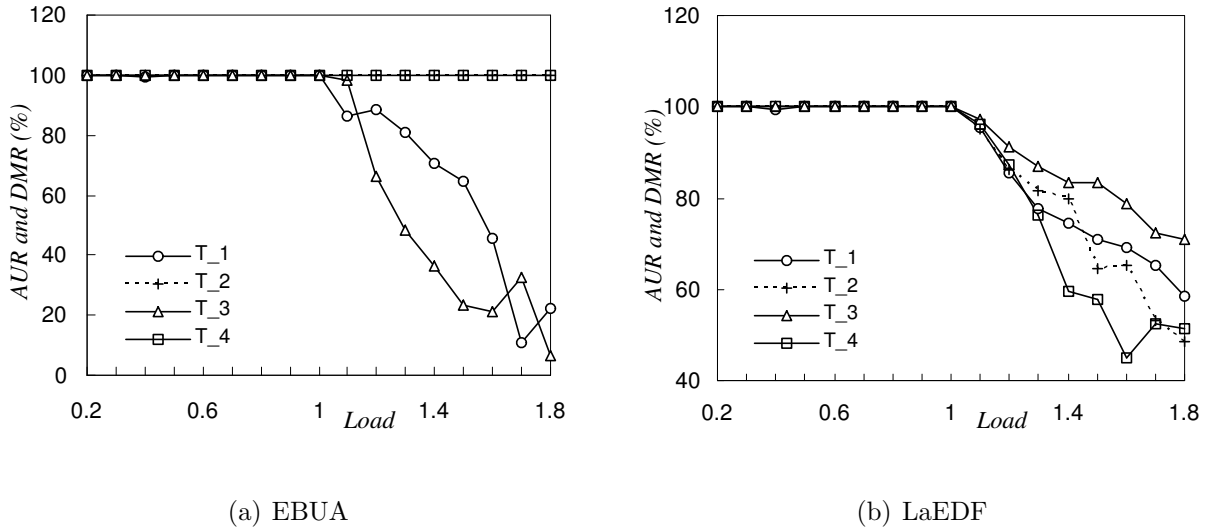 120
100
80
60
40
20
0
AUR and DMR (%)
T_1
T_2
T_3
T_4
0.2 0.6 1 1.4 1.8
Load
(a) EBUA
120
100
80
60
40
AUR and DMR (%)
T_1
T_2
T_3
T_4
0.2 0.6 1 1.4 1.8
Load
(b) LaEDF